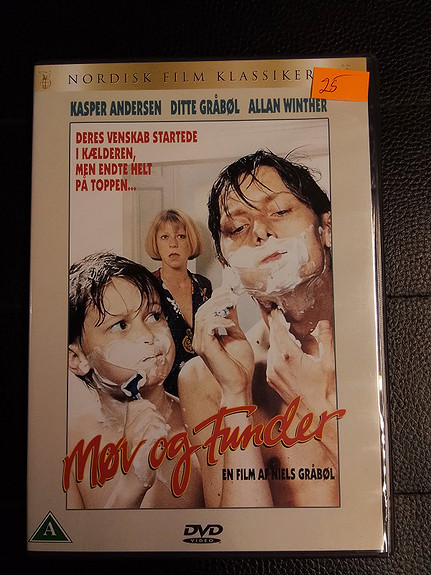 NORDISK FILM KLASSIKER
25
KASPER ANDERSEN DITTE GRÅBØL ALLAN WINTHER
DERES VENSKAB STARTEDE
I KÆLDEREN,
MEN ENDTE HELT
PÅ TOPPEN...
Møv og Funder
EN FILM AF NIELS GRÅBØL
A
DVD
VIDEO